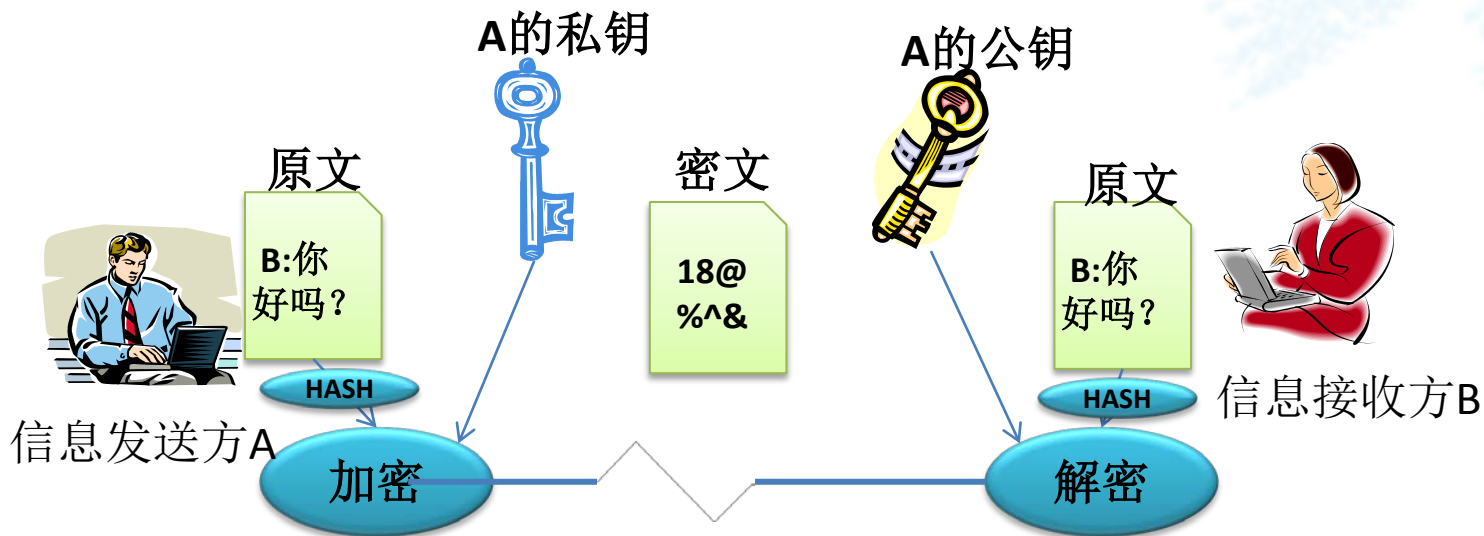 A的私钥
A的公钥
原文
密文
原文
B:你
好吗？
18@
%^&
B:你
好吗？
HASH
HASH
信息发送方A
信息接收方B
加密
解密